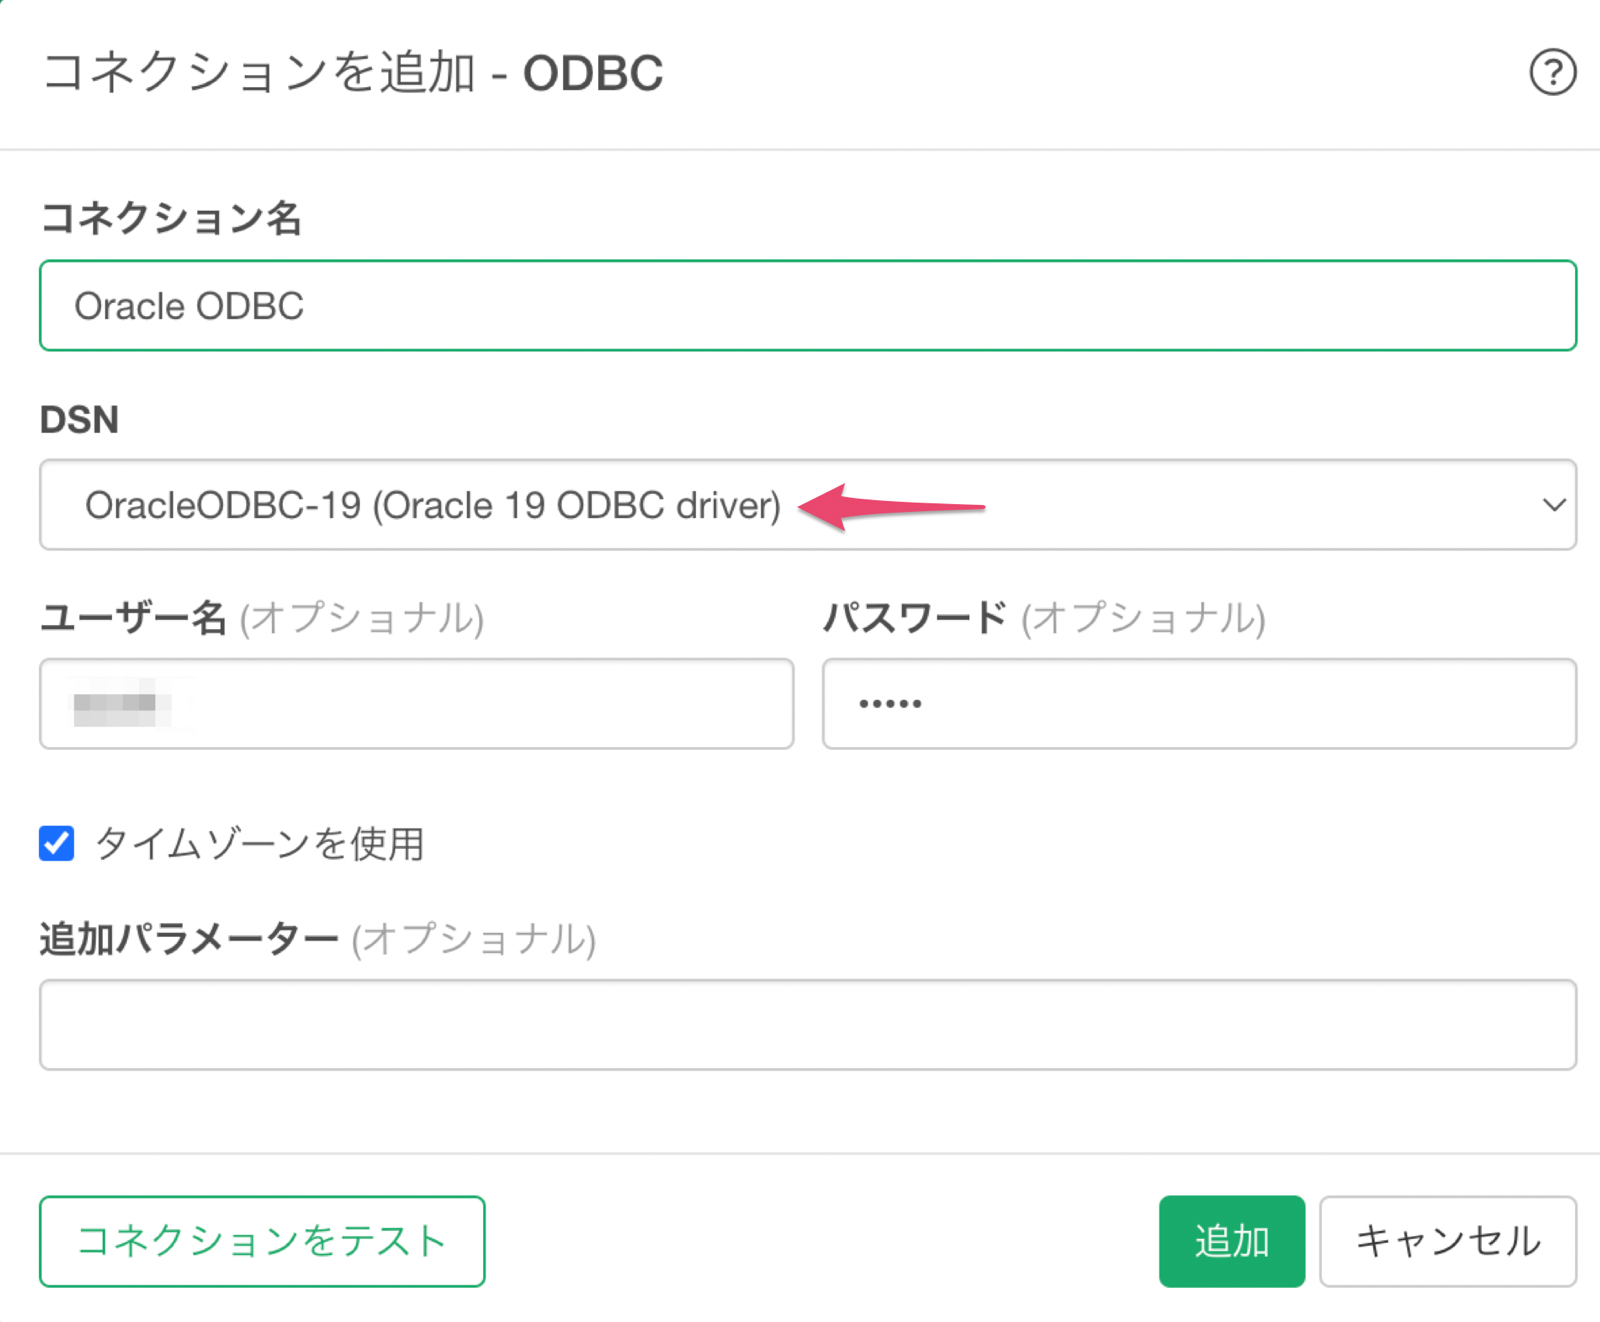 コネクションを追加 - ODBC
?
コネクション名
Oracle ODBC
DSN
OracleODBC-19 (Oracle 19 ODBC driver)
ユーザー名 (オプショナル) パスワード (オプショナル)
•••••
タイムゾーンを使用
追加パラメーター (オプショナル)
コネクションをテスト 追加 キャンセル